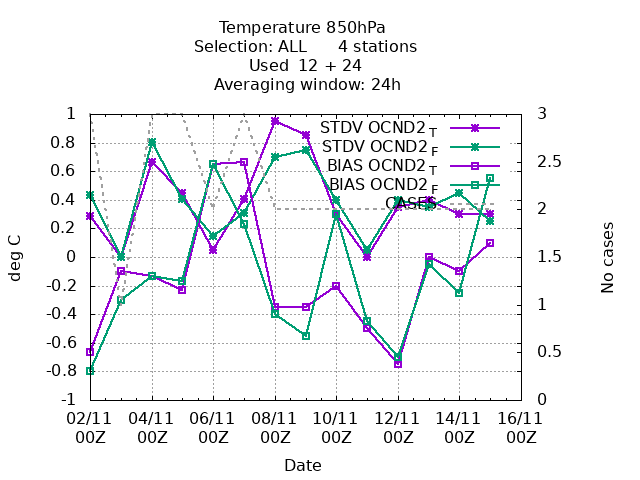 Temperature 850hPa
Selection: ALL 4 stations
Used 12 + 24
Averaging window: 24h
1 3
STDV OCND2 T
0.8
STDV OCND2 F
0.6 2.5
BIAS OCND2 T
BIAS OCND2 F
0.4 2
CASES
0.2
0 1.5
-0.2
-0.4 1
-0.6 0.5
-0.8
-1 0
deg C
No cases
02/11 04/11 06/11 08/11 10/11 12/11 14/11 16/11
00Z 00Z 00Z 00Z 00Z 00Z 00Z 00Z
Date